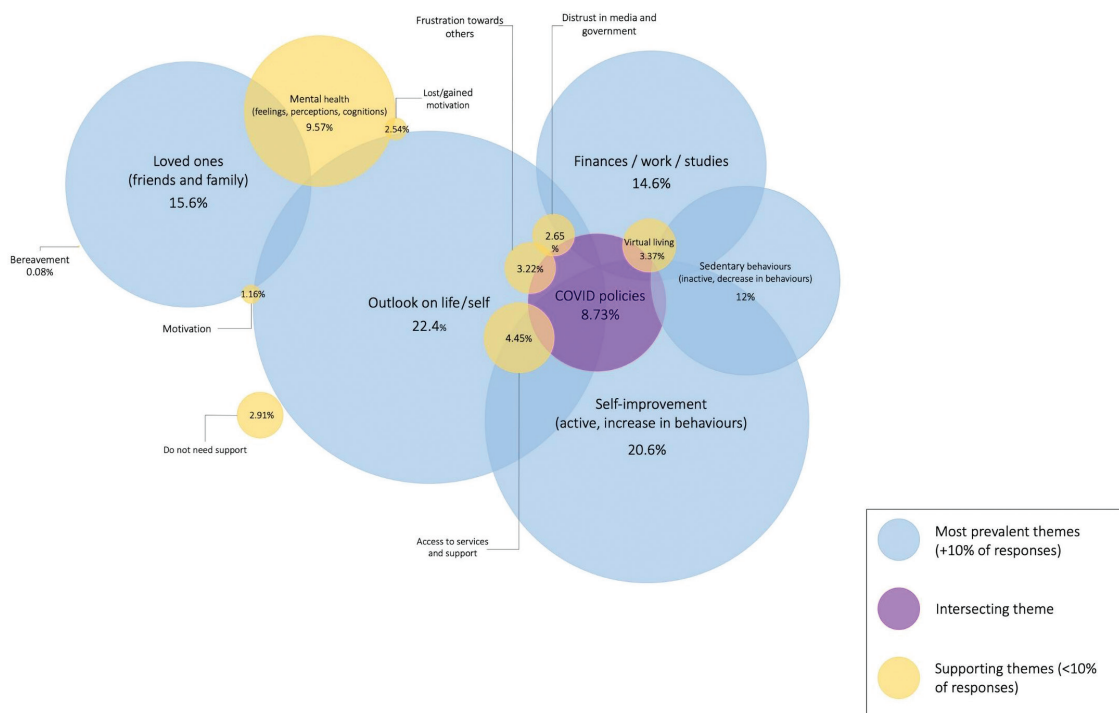 Frustration towards
others
Distrust in media and
government
Mental health
(feelings, perceptions, cognitions)
9.57%
Lost/gained
motivation
2.54%
Loved ones
(friends and family)
15.6%
Finances / work / studies
14.6%
Bereavement
0.08%
1.16%
Motivation
2.65
%
3.22%
Virtual living
3.37%
Sedentary behaviours
(inactive, decrease in behaviours)
12%
Outlook on life/self
22.4%
COVID policies
8.73%
4.45%
2.91%
Do not need support
Self-improvement
(active, increase in behaviours)
20.6%
Access to services
and support
Most prevalent themes
(+10% of responses)
Intersecting theme
Supporting themes (<10%
of responses)